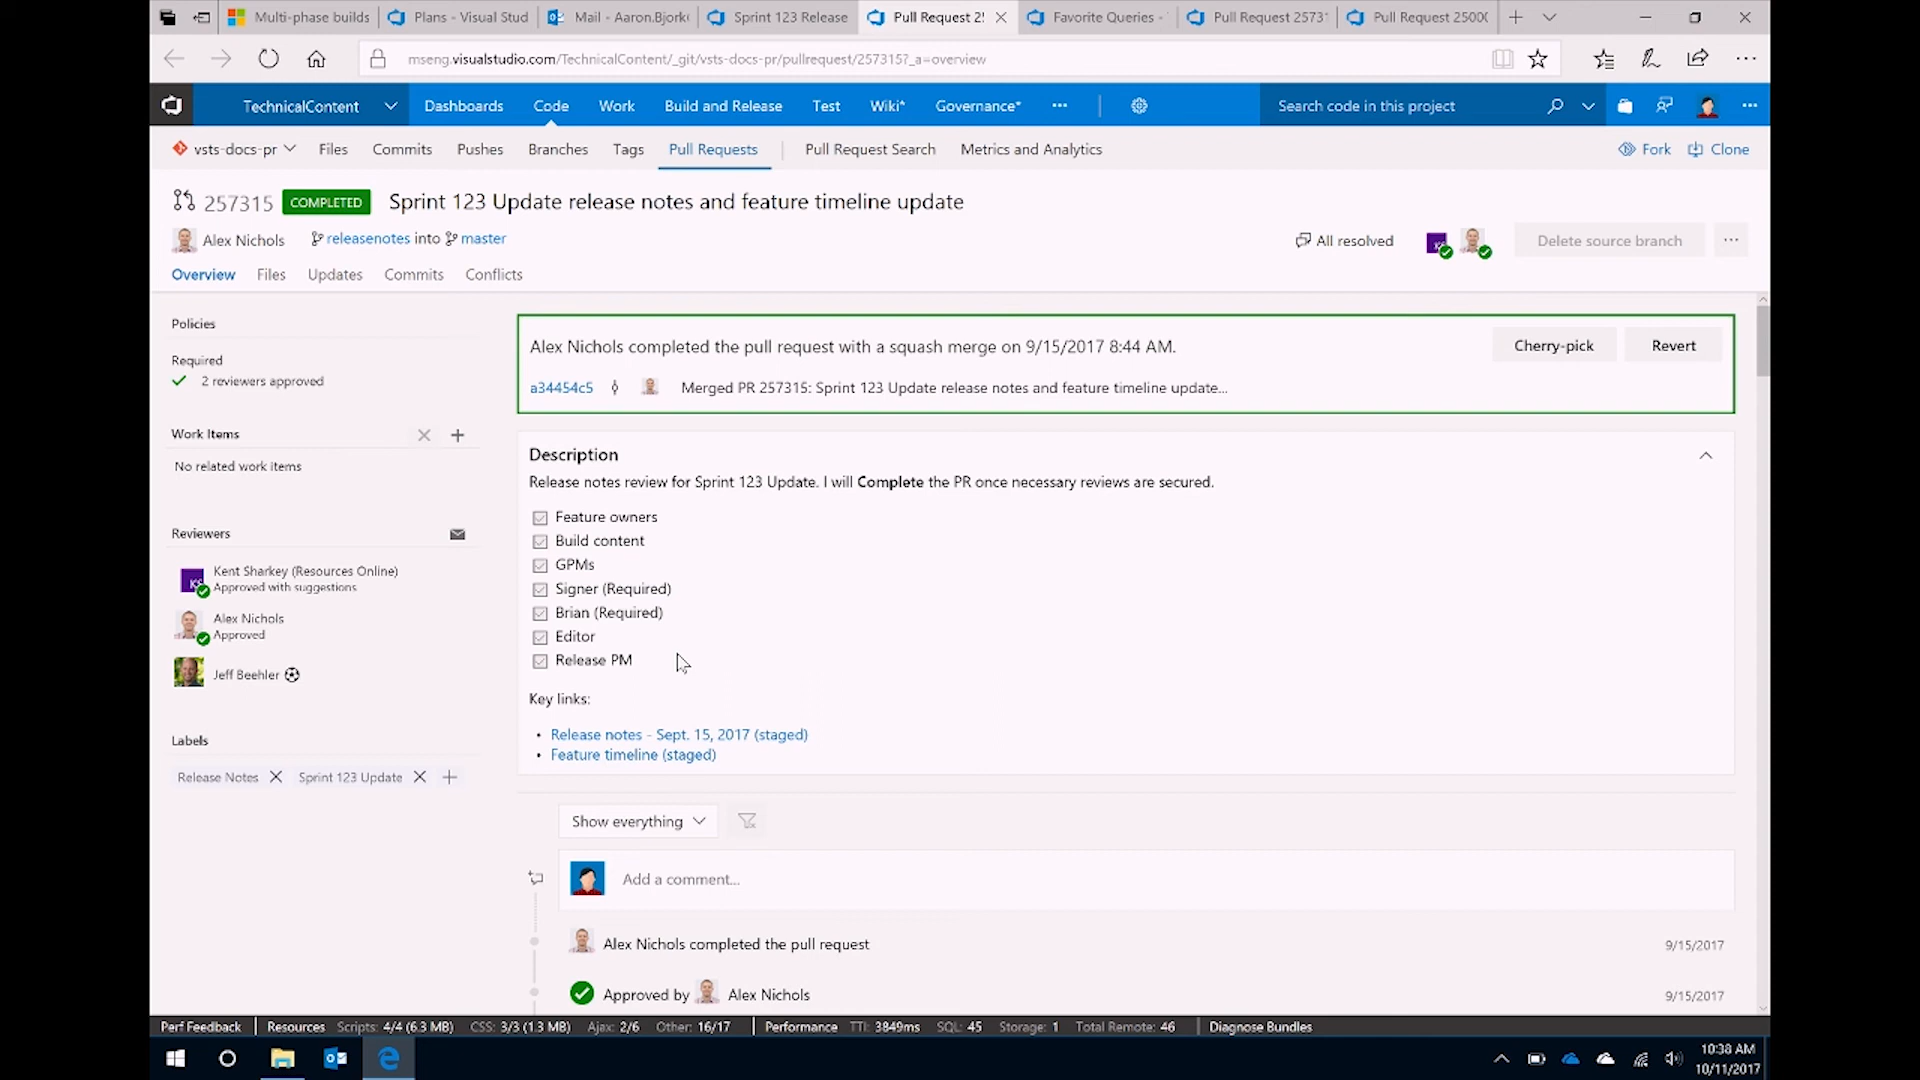 Multi-phase builds
Plans - Visual Stud
Mail - Aaron.Bjork
Sprint 123 Release
Pull Request 2
Favorite Queries -
Pull Request 2573
Pull Request 2500
mseng.visualstudio.com/TechnicalContent/_git/vsts-docs-pr/pullrequest/257315?_a=overview
TechnicalContent Dashboards Code Work Build and Release Test Wiki* Governance* ... Search code in this project
vsts-docs-pr Files Commits Pushes Branches Tags Pull Requests Pull Request Search Metrics and Analytics Fork Clone
257315 COMPLETED Sprint 123 Update release notes and feature timeline update
Alex Nichols releasenotes into master All resolved Delete source branch ...
Overview Files Updates Commits Conflicts
Policies
Required
2 reviewers approved
Work Items
No related work items
Reviewers
Kent Sharkey (Resources Online)
Approved with suggestions
Alex Nichols
Approved
Jeff Beehler
Labels
Release Notes Sprint 123 Update
Alex Nichols completed the pull request with a squash merge on 9/15/2017 8:44 AM. Cherry-pick Revert
a34454c5 Merged PR 257315: Sprint 123 Update release notes and feature timeline update...
Description
Release notes review for Sprint 123 Update. I will Complete the PR once necessary reviews are secured.
Feature owners
Build content
GPMs
Signer (Required)
Brian (Required)
Editor
Release PM
Key links:
• Release notes - Sept. 15, 2017 (staged)
• Feature timeline (staged)
Show everything
Add a comment...
Alex Nichols completed the pull request 9/15/2017
Approved by Alex Nichols 9/15/2017
Perf Feedback Resources Scripts: 4/4 (6.3 MB) CSS: 3/3 (1.3 MB) Ajax: 2/6 Other: 16/17 Performance TTI: 3849ms SQL: 45 Storage: 1 Total Remote: 46 Diagnose Bundles
10:38 AM
10/11/2017